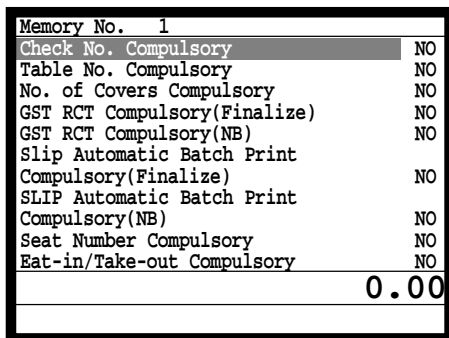 Memory No.   1
Check No. Compulsory NO
Table No. Compulsory NO
No. of Covers Compulsory NO
GST RCT Compulsory(Finalize) NO
GST RCT Compulsory(NB) NO
Slip Automatic Batch Print
Compulsory(Finalize) NO
SLIP Automatic Batch Print
Compulsory(NB) NO
Seat Number Compulsory NO
Eat-in/Take-out Compulsory NO
0.00